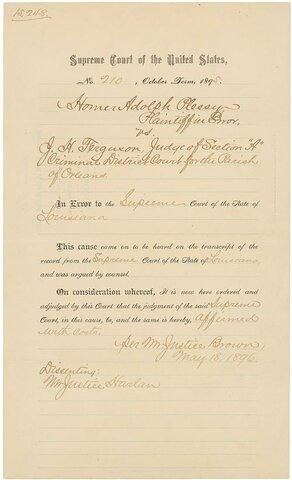 15,248.
Supreme Court of the United States,
No. 210, October Term, 1895.
Homer Adolph Plessy,
Plaintiff in Error,
vs.
J. H. Ferguson, Judge of Section "A"
Criminal District Court for the Parish
of Orleans.
In Error to the Supreme Court of the State of
Louisiana
This cause came on to be heard on the transcript of the
record from the Supreme Court of the State of Louisiana,
and was argued by counsel.
On consideration whereof, It is now here ordered and
adjudged by this Court that the judgment of the said Supreme
Court, in this cause, be, and the same is hereby, affirmed
with costs.
Per Mr. Justice Brown,
May 18, 1896.
Dissenting:
Mr. Justice Harlan